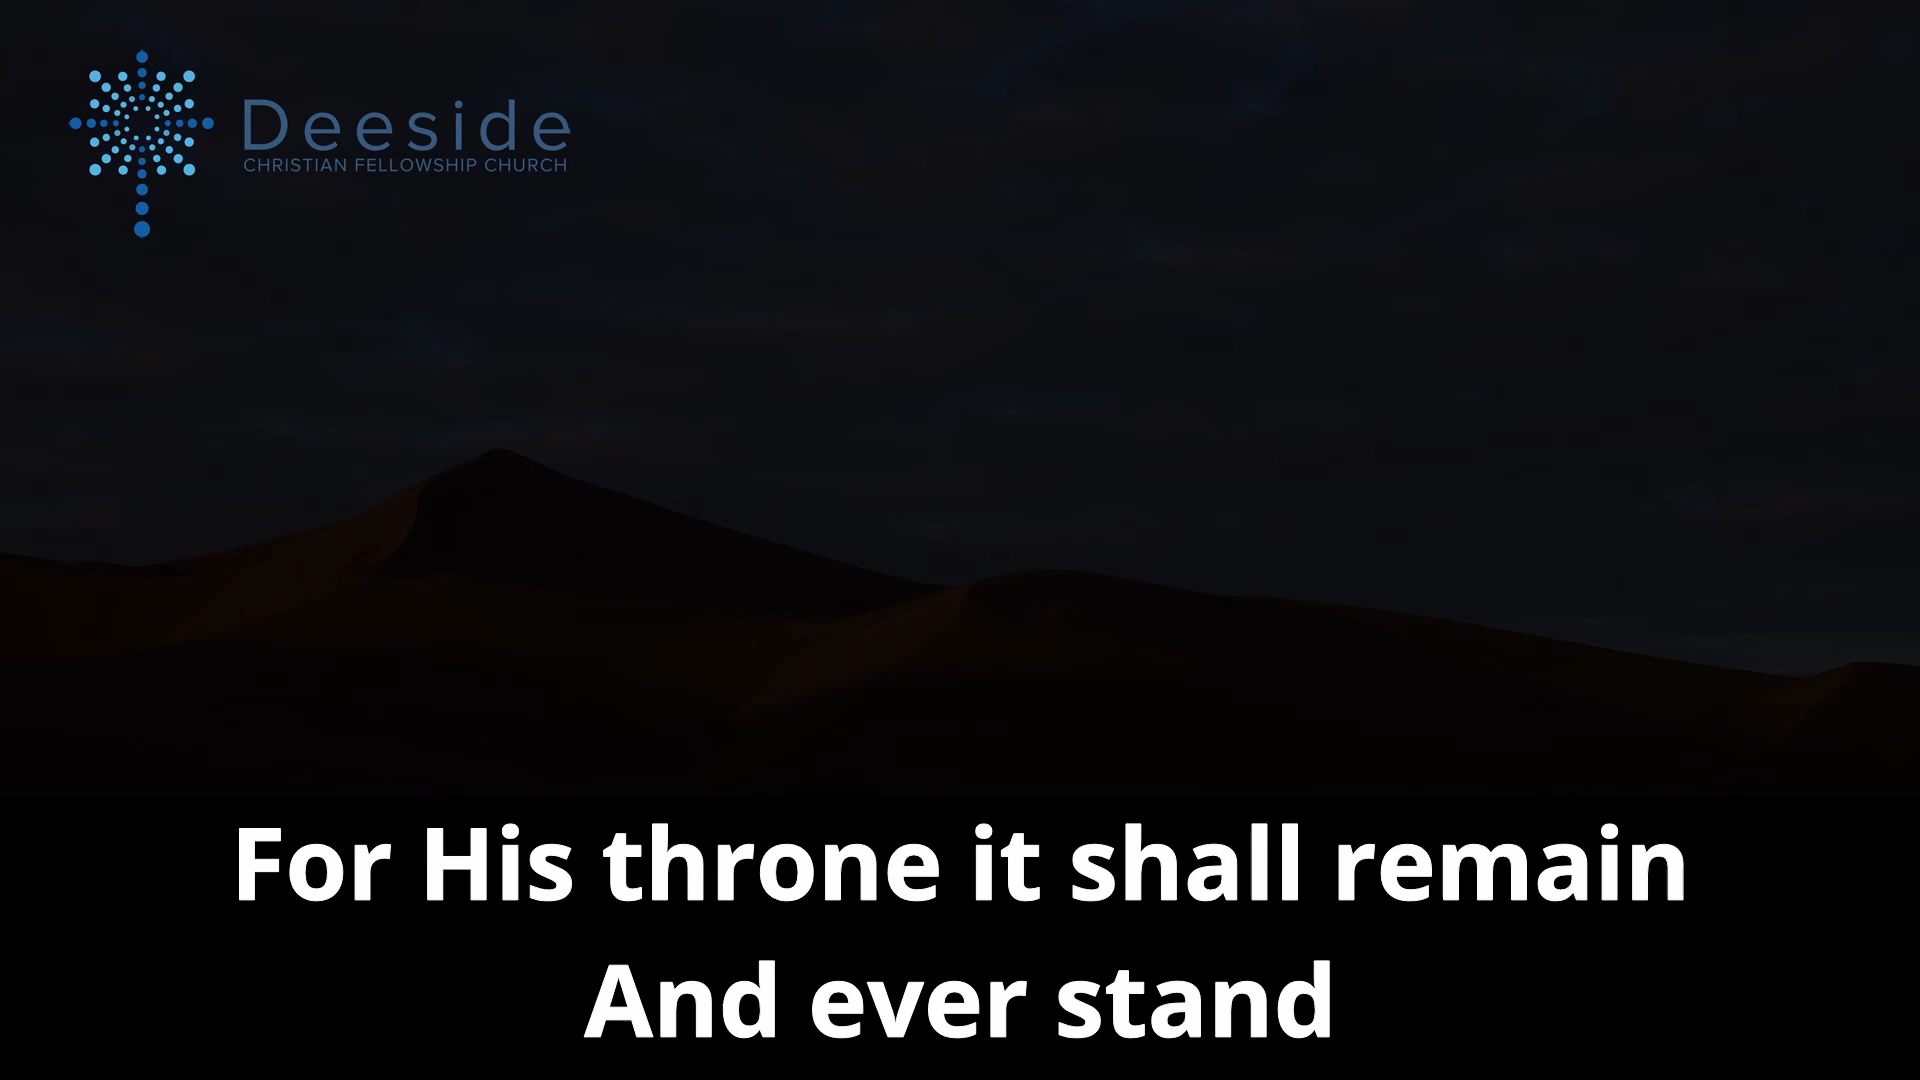 Deeside
CHRISTIAN FELLOWSHIP CHURCH
For His throne it shall remain
And ever stand